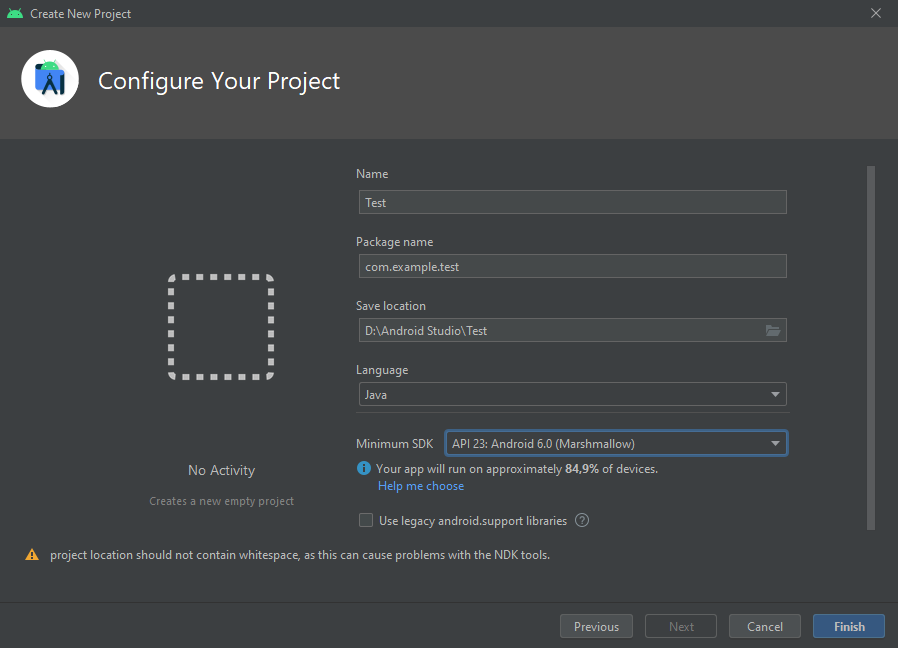 Create New Project
Configure Your Project
Name
Test
Package name
com.example.test
Save location
D:\Android Studio\Test
Language
Java
Minimum SDK API 23: Android 6.0 (Marshmallow)
Your app will run on approximately 84,9% of devices.
Help me choose
Use legacy android.support libraries ?
No Activity
Creates a new empty project
project location should not contain whitespace, as this can cause problems with the NDK tools.
Previous Next Cancel Finish